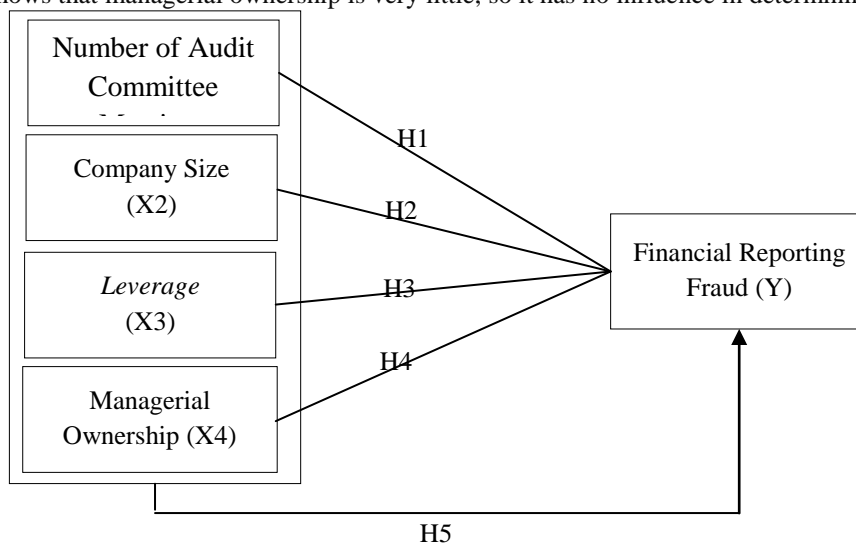 shows that managerial ownership is very little, so it has no influence in determinin
Number of Audit
Committee
H1
Company Size
(X2)
H2
Leverage
(X3)
H3
Managerial
Ownership (X4)
H4
Financial Reporting
Fraud (Y)
H5